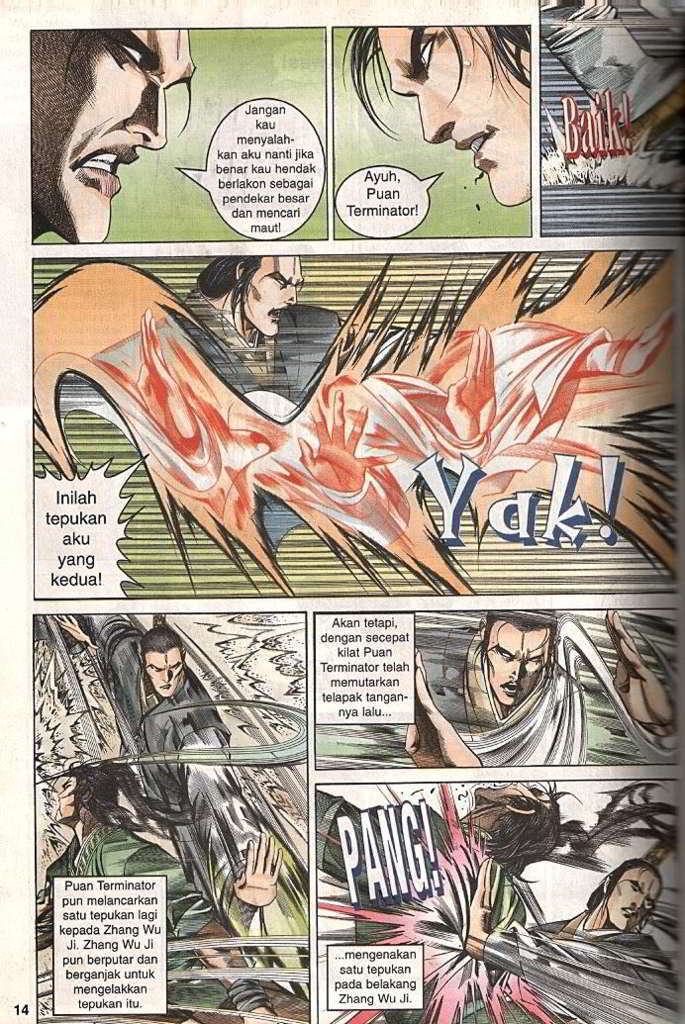 Jangan
kau
menyalah-
kan aku nanti jika
benar kau hendak
berlakon sebagai
pendekar besar
dan mencari
maut!
Ayuh,
Puan
Terminator!
Baik!
Inilah
tepukan
aku
yang
kedua!
Yak!
Puan Terminator
pun melancarkan
satu tepukan lagi
kepada Zhang Wu
Ji. Zhang Wu Ji
pun berputar dan
berganjak untuk
mengelakkan
tepukan itu.
Akan tetapi,
dengan secepat
kilat Puan
Terminator telah
memutarkan
telapak tangan-
nya lalu...
PANG!
...mengenakan
satu tepukan
pada belakang
Zhang Wu Ji.
14